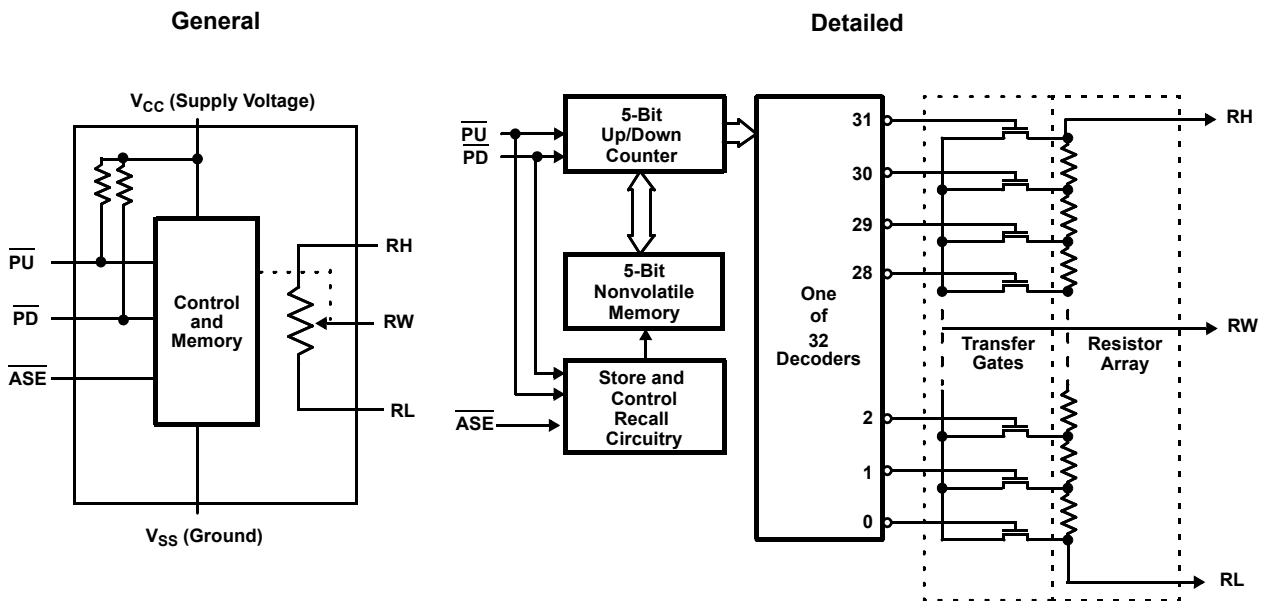 General
V_CC (Supply Voltage)
PU
PD
ASE
Control
and
Memory
RH
RW
RL
V_SS (Ground)
Detailed
PU
PD
ASE
5-Bit
Up/Down
Counter
5-Bit
Nonvolatile
Memory
Store and
Control
Recall
Circuitry
One
of
32
Decoders
31
30
29
28
2
1
0
Transfer
Gates
Resistor
Array
RH
RW
RL